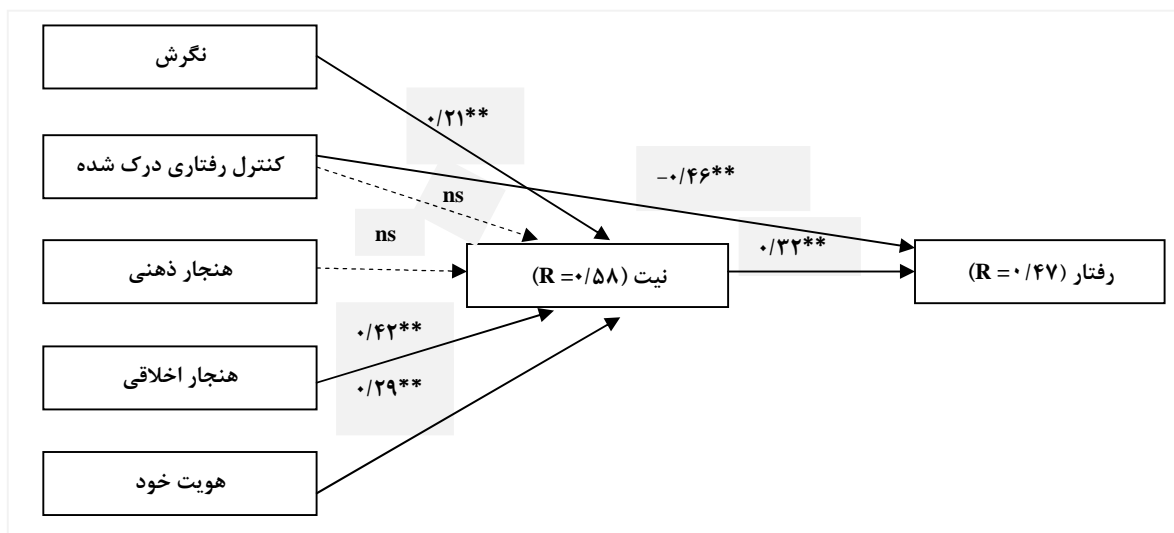 نگرش
۰/۲۱**
کنترل رفتاری درک شده
-۰/۴۶**
ns
ns
۰/۳۲**
هنجار ذهنی
نیت (R =۰/۵۸)
رفتار (R =۰/۴۷)
۰/۴۲**
هنجار اخلاقی
۰/۲۹**
هویت خود